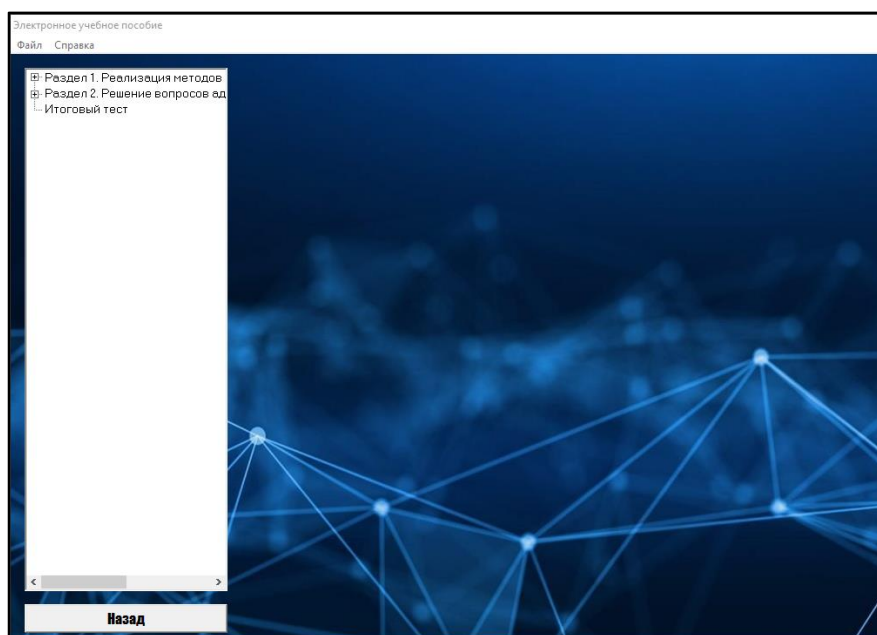 Электронное учебное пособие
Файл Справка
Раздел 1. Реализация методов
Раздел 2. Решение вопросов ад
Итоговый тест
Назад